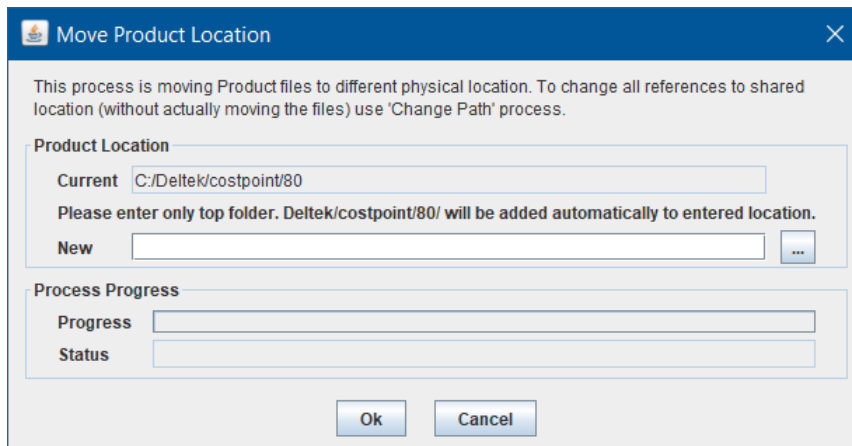 Move Product Location
This process is moving Product files to different physical location. To change all references to shared
location (without actually moving the files) use 'Change Path' process.
Product Location
Current C:/Deltek/costpoint/80
Please enter only top folder. Deltek/costpoint/80/ will be added automatically to entered location.
New ...
Process Progress
Progress
Status
Ok Cancel